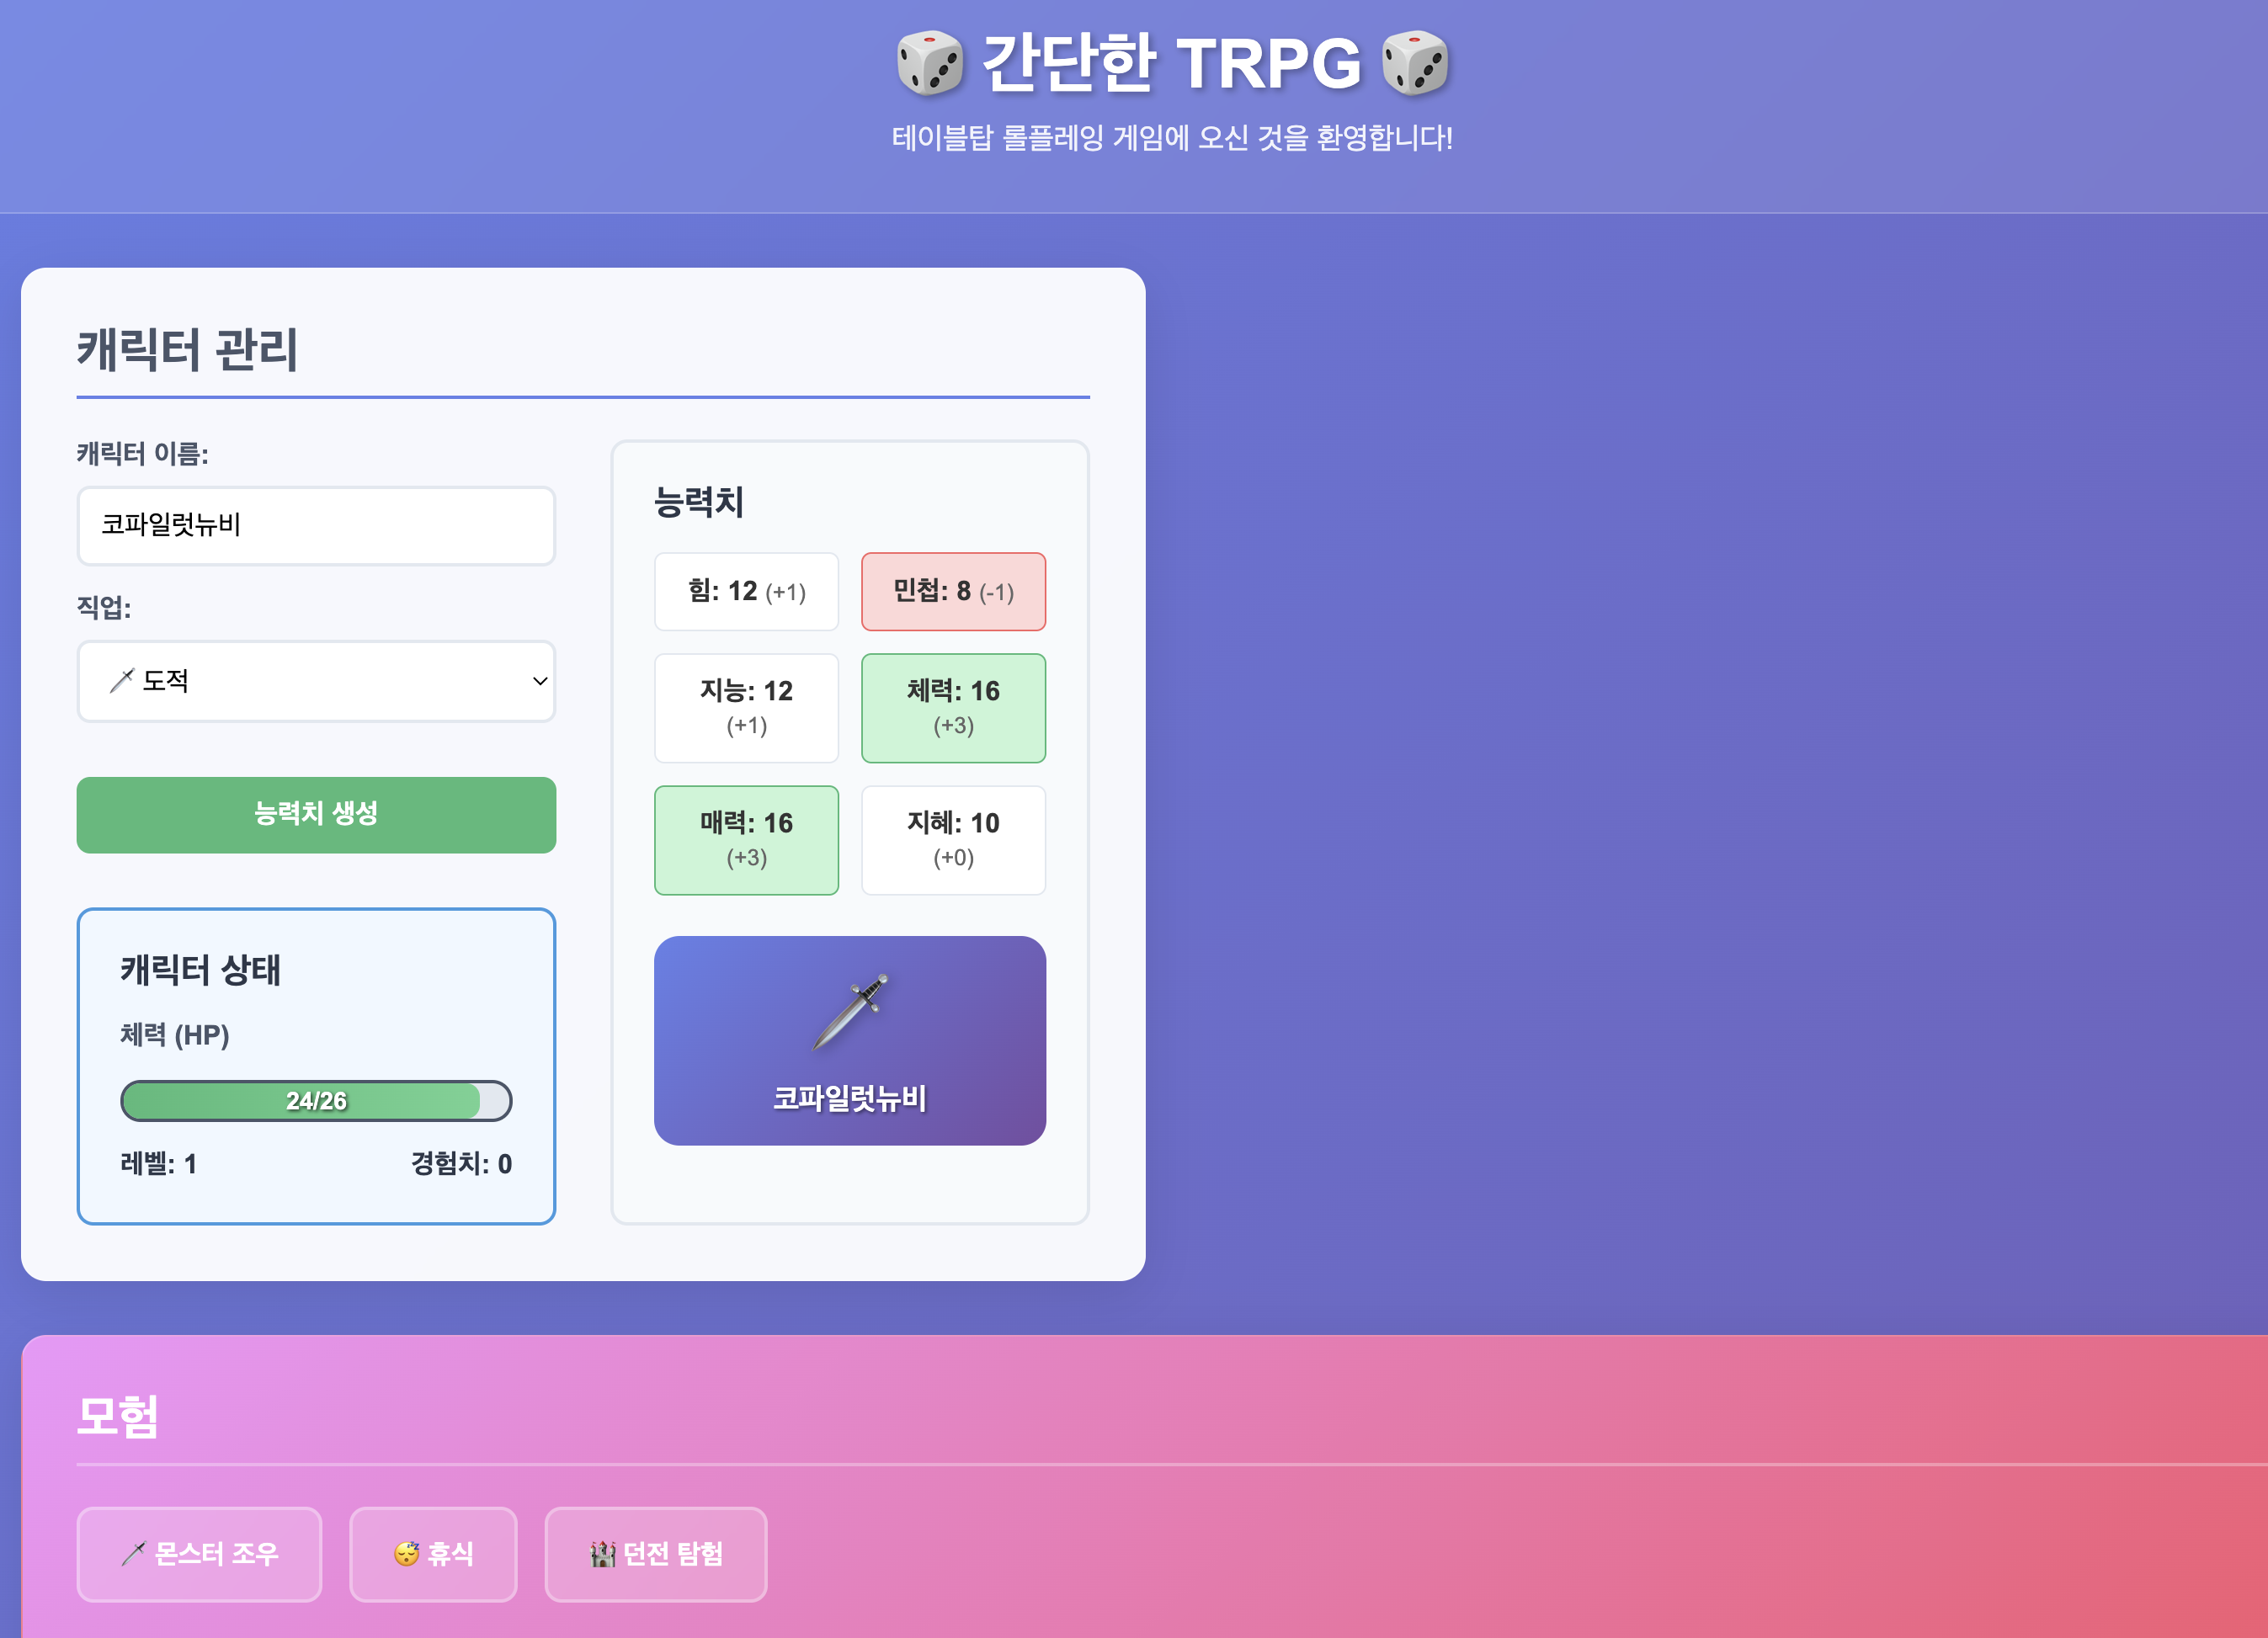 간단한 TRPG
테이블탑 롤플레잉 게임에 오신 것을 환영합니다!
캐릭터 관리
캐릭터 이름:
코파일럿뉴비
직업:
도적
능력치 생성
캐릭터 상태
체력 (HP)
24/26
레벨: 1
경험치: 0
능력치
힘: 12 (+1)
민첩: 8 (-1)
지능: 12
(+1)
체력: 16
(+3)
매력: 16
(+3)
지혜: 10
(+0)
코파일럿뉴비
모험
몬스터 조우
휴식
던전 탐험